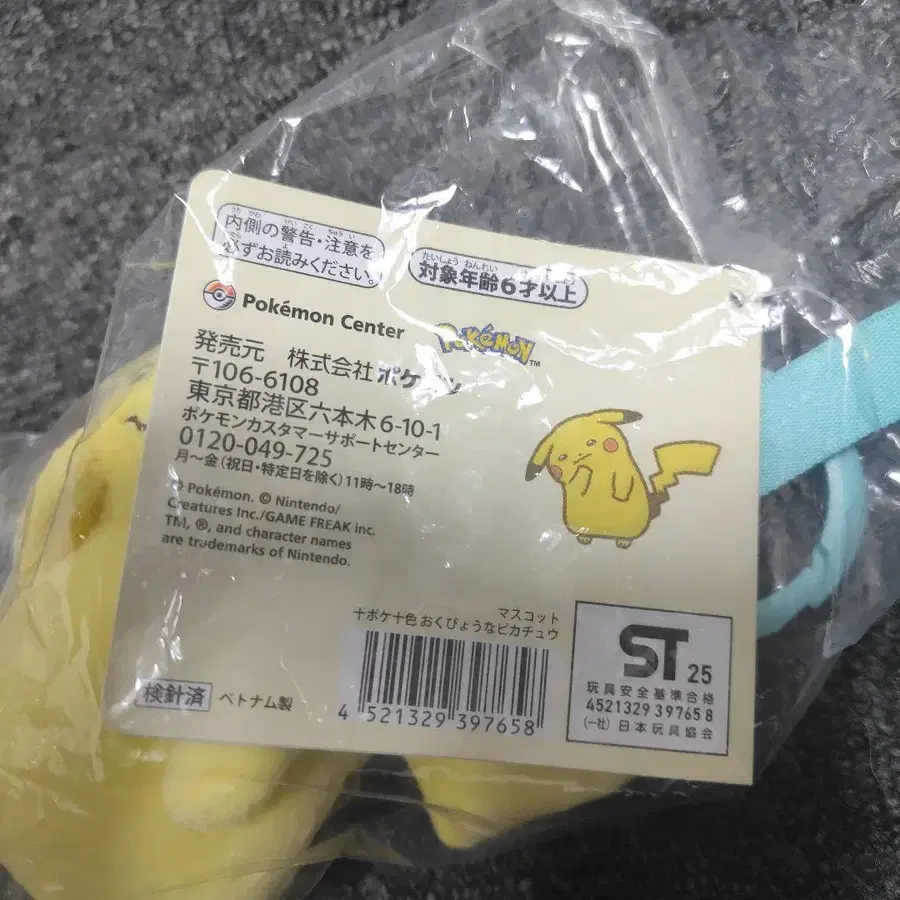 内側の警告・注意を
必ずお読みください。
対象年齢6才以上
Pokémon Center
POKéMON™
発売元 株式会社ポケモン
〒106-6108
東京都港区六本木6-10-1
ポケモンカスタマーサポートセンター
0120-049-725
月～金(祝日・特定日を除く)11時～18時
© Pokémon. © Nintendo/
Creatures Inc./GAME FREAK inc.
TM, ®, and character names
are trademarks of Nintendo.
マスコット
十ポケ十色 おくびょうなピカチュウ
4 521329 397658
検針済
ベトナム製
ST 25
玩具安全基準合格
4521329 397658
(一社)日本玩具協会